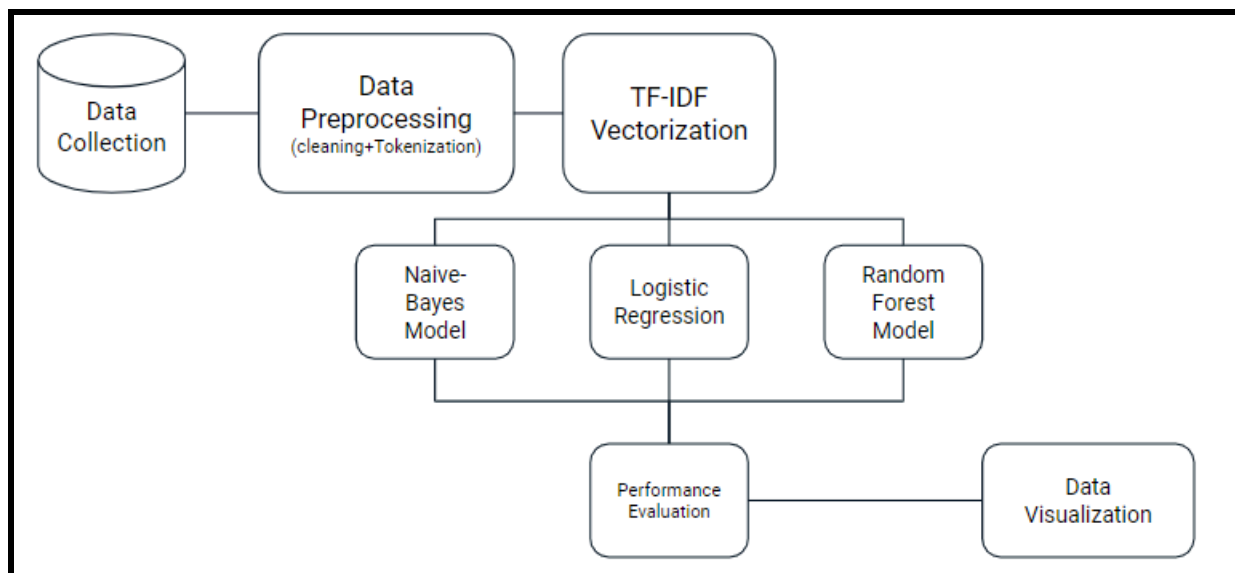 Data
Collection
Data
Preprocessing
(cleaning+Tokenization)
TF-IDF
Vectorization
Naive-
Bayes
Model
Logistic
Regression
Random
Forest
Model
Performance
Evaluation
Data
Visualization